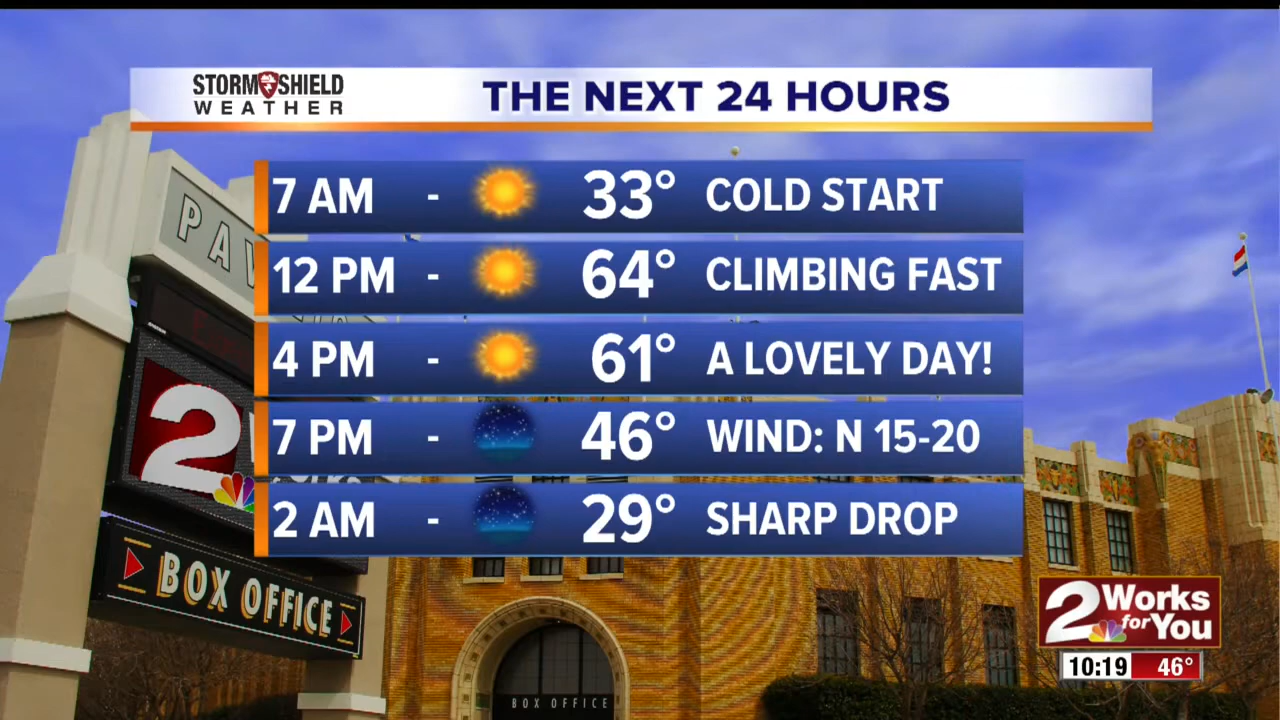 STORM SHIELD
WEATHER
THE NEXT 24 HOURS
7 AM - 33° COLD START
12 PM - 64° CLIMBING FAST
4 PM - 61° A LOVELY DAY!
7 PM - 46° WIND: N 15-20
2 AM - 29° SHARP DROP
PAV
2
BOX OFFICE
BOX OFFICE
2 Works
for You
10:19 46°